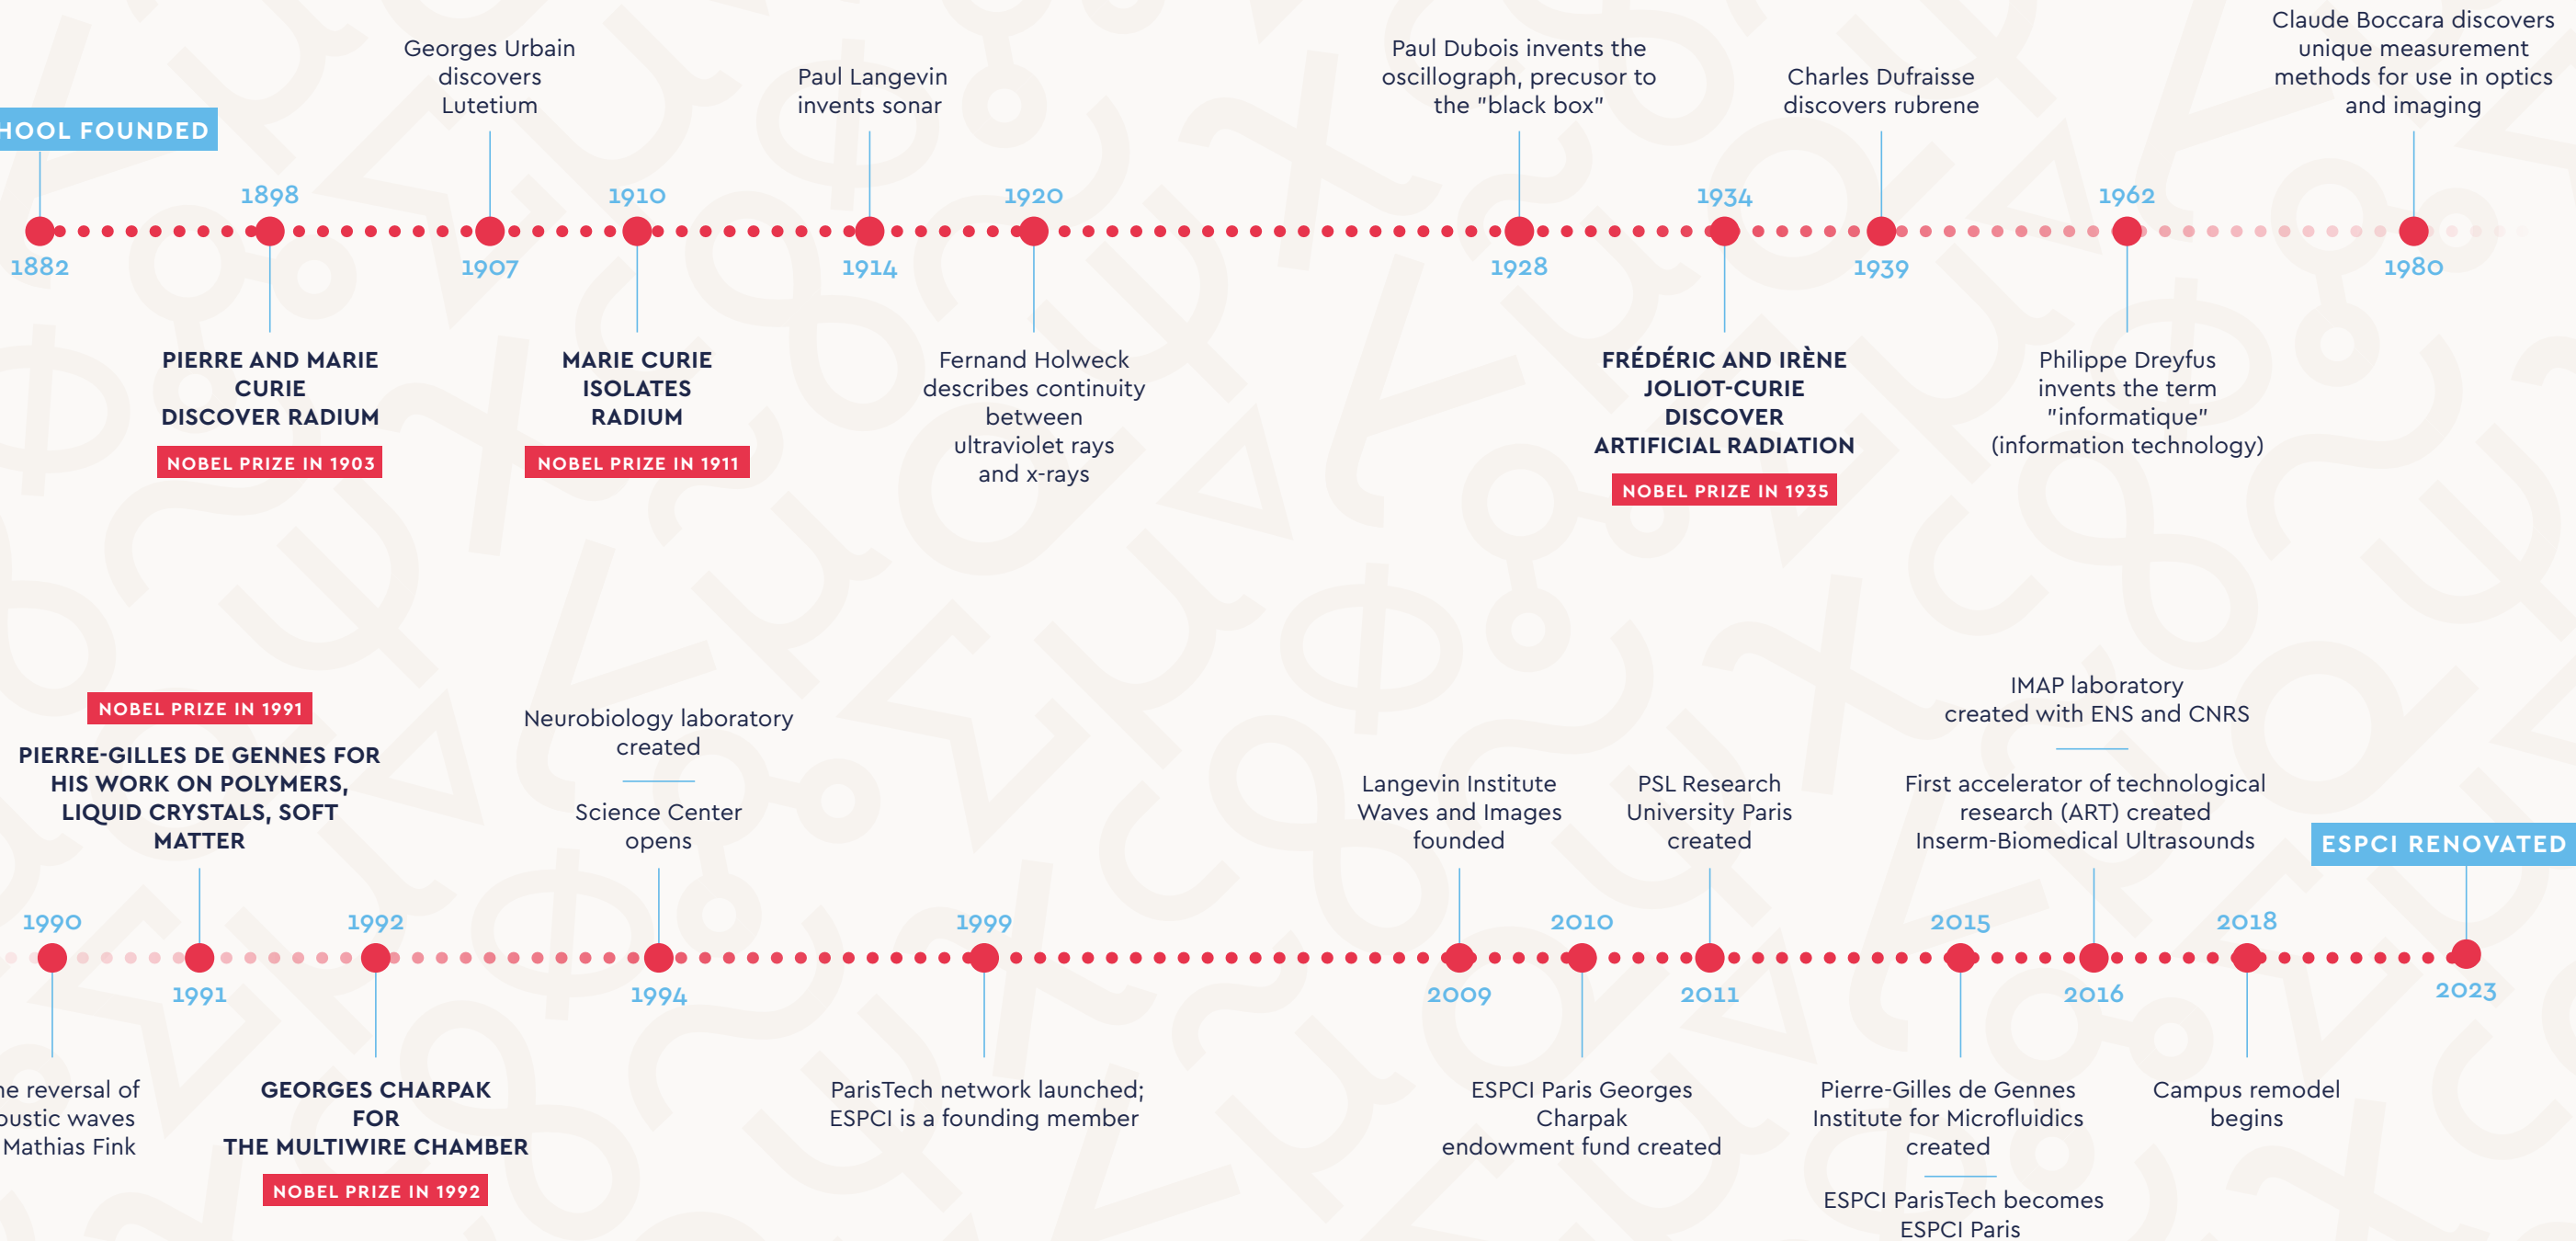 HOOL FOUNDED
1882
1898
PIERRE AND MARIE
CURIE
DISCOVER RADIUM
NOBEL PRIZE IN 1903
Georges Urbain
discovers
Lutetium
1907
1910
MARIE CURIE
ISOLATES
RADIUM
NOBEL PRIZE IN 1911
Paul Langevin
invents sonar
1914
1920
Fernand Holweck
describes continuity
between
ultraviolet rays
and x-rays
Paul Dubois invents the
oscillograph, precusor to
the "black box"
1928
1934
FRÉDÉRIC AND IRÈNE
JOLIOT-CURIE
DISCOVER
ARTIFICIAL RADIATION
NOBEL PRIZE IN 1935
Charles Dufraisse
discovers rubrene
1939
1962
Philippe Dreyfus
invents the term
"informatique"
(information technology)
Claude Boccara discovers
unique measurement
methods for use in optics
and imaging
1980
1990
ne reversal of
oustic waves
Mathias Fink
NOBEL PRIZE IN 1991
PIERRE-GILLES DE GENNES FOR
HIS WORK ON POLYMERS,
LIQUID CRYSTALS, SOFT
MATTER
1991
1992
GEORGES CHARPAK
FOR
THE MULTIWIRE CHAMBER
NOBEL PRIZE IN 1992
Neurobiology laboratory
created
Science Center
opens
1994
1999
ParisTech network launched;
ESPCI is a founding member
Langevin Institute
Waves and Images
founded
2009
2010
ESPCI Paris Georges
Charpak
endowment fund created
PSL Research
University Paris
created
2011
2015
Pierre-Gilles de Gennes
Institute for Microfluidics
created
ESPCI ParisTech becomes
ESPCI Paris
IMAP laboratory
created with ENS and CNRS
First accelerator of technological
research (ART) created
Inserm-Biomedical Ultrasounds
2016
2018
Campus remodel
begins
ESPCI RENOVATED
2023